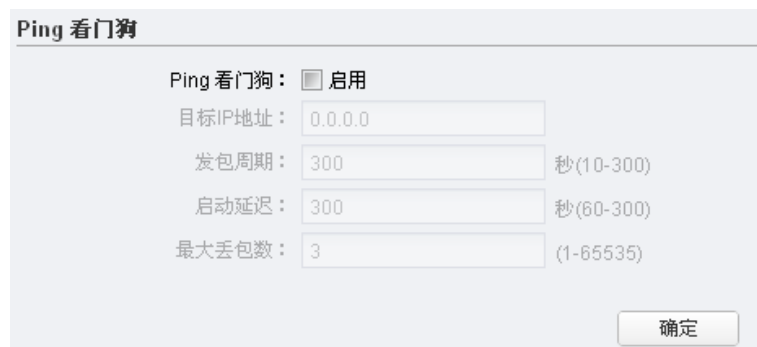 Ping 看门狗
Ping 看门狗： 启用
目标IP地址： 0.0.0.0
发包周期： 300 秒(10-300)
启动延迟： 300 秒(60-300)
最大丢包数： 3 (1-65535)
确定